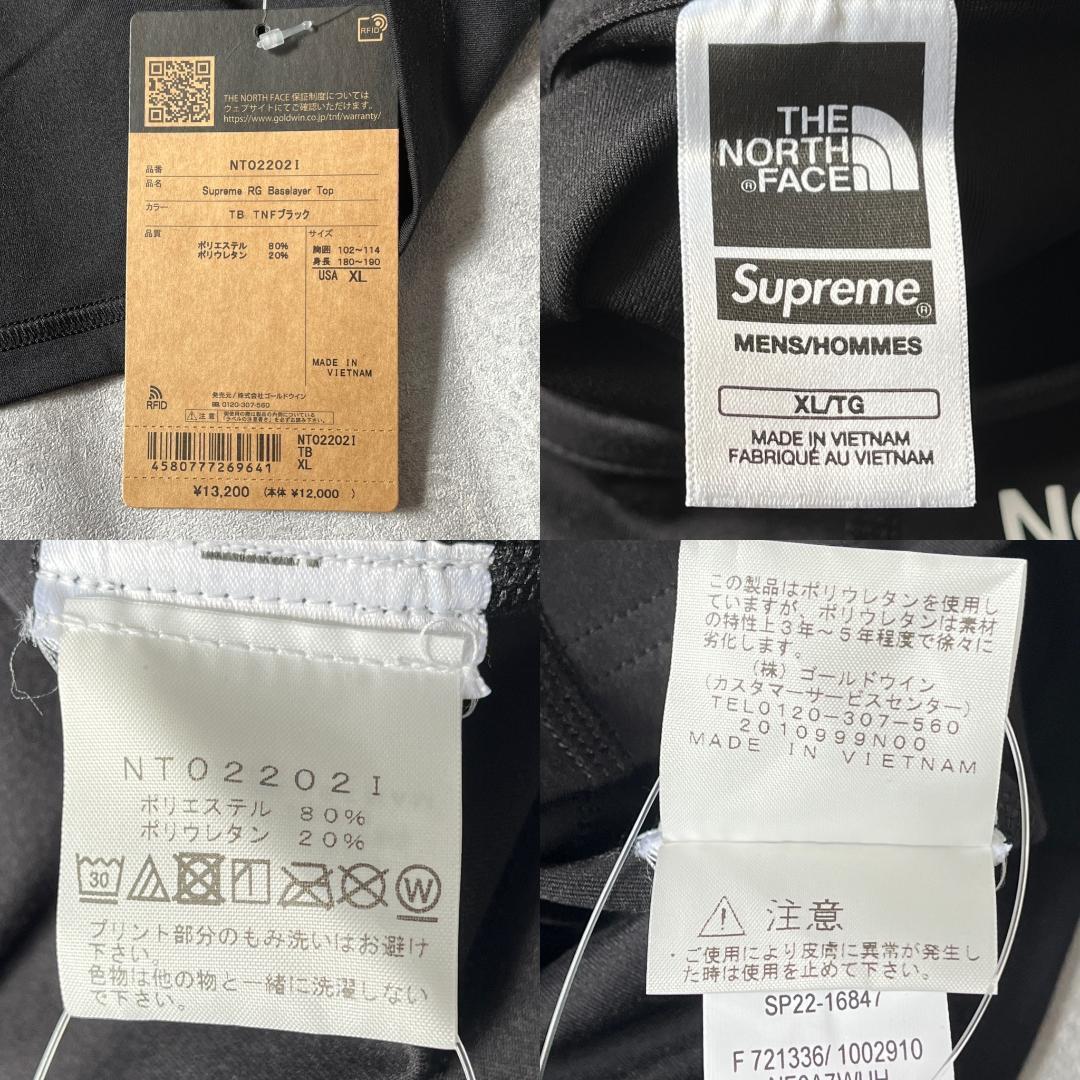 RFID
THE NORTH FACE 保証制度については
ウェブサイトにてご確認いただけます。
https://www.goldwin.co.jp/tnf/warranty/
品番 NT02202I
品名 Supreme RG Baselayer Top
カラー TB TNFブラック
品質
ポリエステル 80%
ポリウレタン 20%
サイズ
胸囲 102～114
身長 180～190
USA XL
MADE IN
VIETNAM
RFID
発売元/株式会社ゴールドウイン
0120-307-560
注意
NT02202I
TB
XL
4580777269641
¥13,200 (本体 ¥12,000 )
THE
NORTH
FACE
®
Supreme
®
MENS/HOMMES
XL/TG
MADE IN VIETNAM
FABRIQUÉ AU VIETNAM
NT02202I
ポリエステル 80%
ポリウレタン 20%
30
W
プリント部分のもみ洗いはお避け
下さい。
色物は他の物と一緒に洗濯しない
で下さい。
この製品はポリウレタンを使用し
ていますが、ポリウレタンは素材
の特性上3年～5年程度で徐々に
劣化します。
(株)ゴールドウイン
(カスタマーサービスセンター)
TEL0120-307-560
2010999N00
MADE IN VIETNAM
注意
・ご使用により皮膚に異常が発生し
た時は使用を止めて下さい。
SP22-16847
F 721336/ 1002910